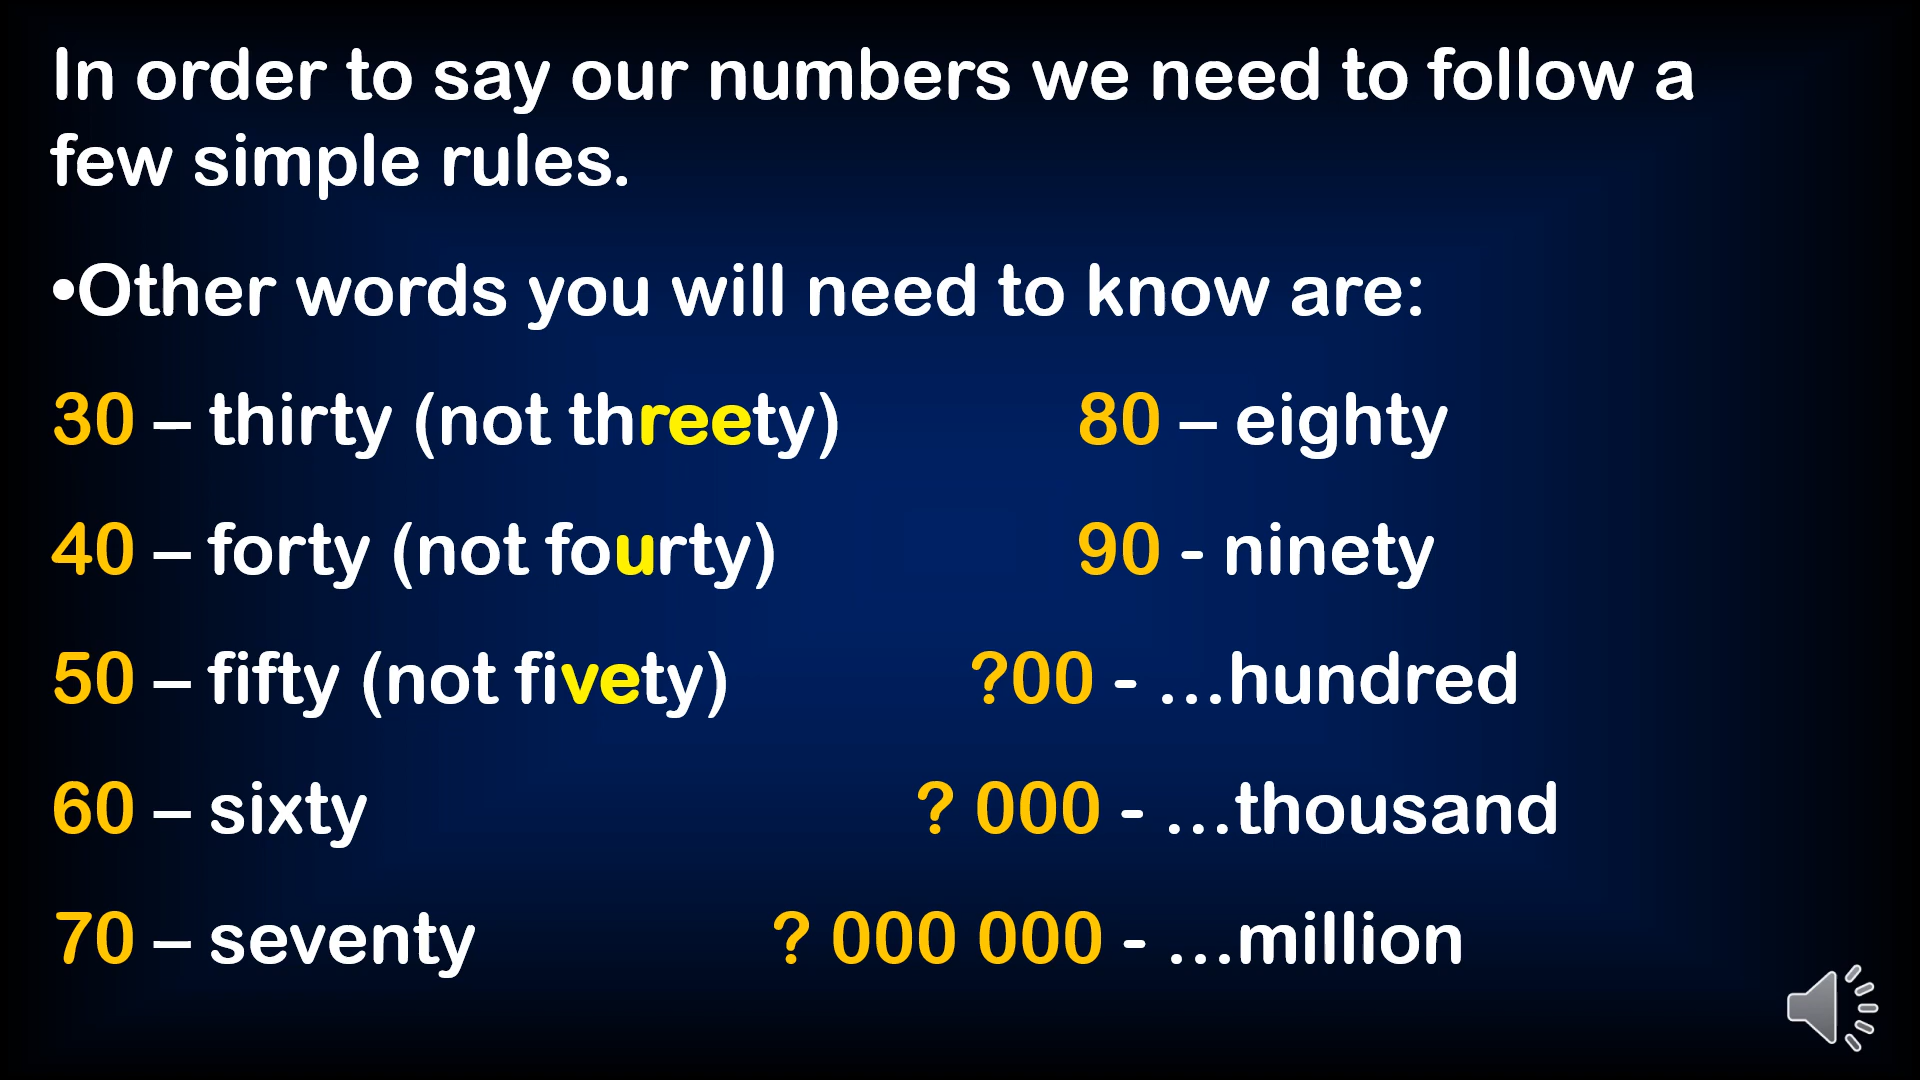 In order to say our numbers we need to follow a
few simple rules.
•Other words you will need to know are:
30 – thirty (not threety) 80 – eighty
40 – forty (not fourty) 90 - ninety
50 – fifty (not fivety) ?00 - …hundred
60 – sixty ? 000 - …thousand
70 – seventy ? 000 000 - …million